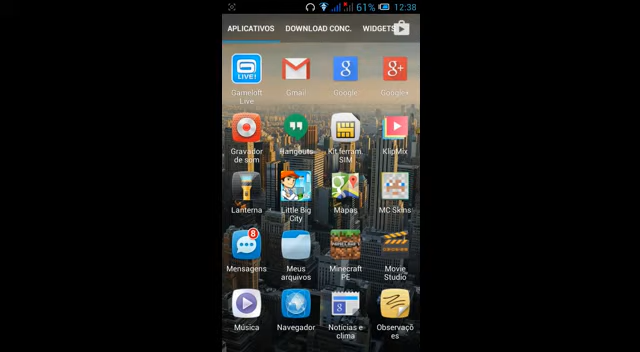 61% 12:38
APLICATIVOS DOWNLOAD CONC. WIDGETS
LIVE!
Gameloft Live
Gmail
Google
Google+
Gravador de som
Hangouts
Kit ferram. SIM
KlipMix
Lanterna
Little Big City
Mapas
MC Skins
8
Mensagens
Meus arquivos
Minecraft PE
Movie Studio
Música
Navegador
Notícias e clima
Observações